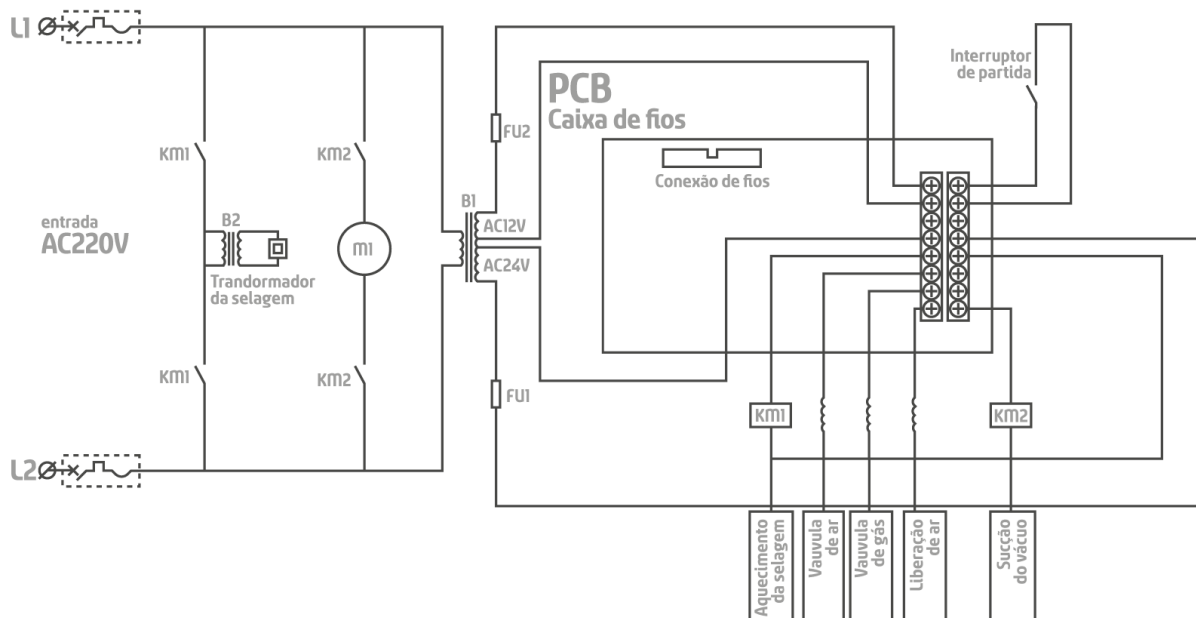 L1
Interruptor
de partida
PCB
Caixa de fios
FU2
KM1
KM2
Conexão de fios
B1
entrada
AC220V
B2
M1
AC12V
AC24V
Trandormador
da selagem
KM1
KM2
FU1
KM1
KM2
L2
Aquecimento
da selagem
Vauvula
de ar
Vauvula
de gás
Liberação
de ar
Sucção
do vácuo